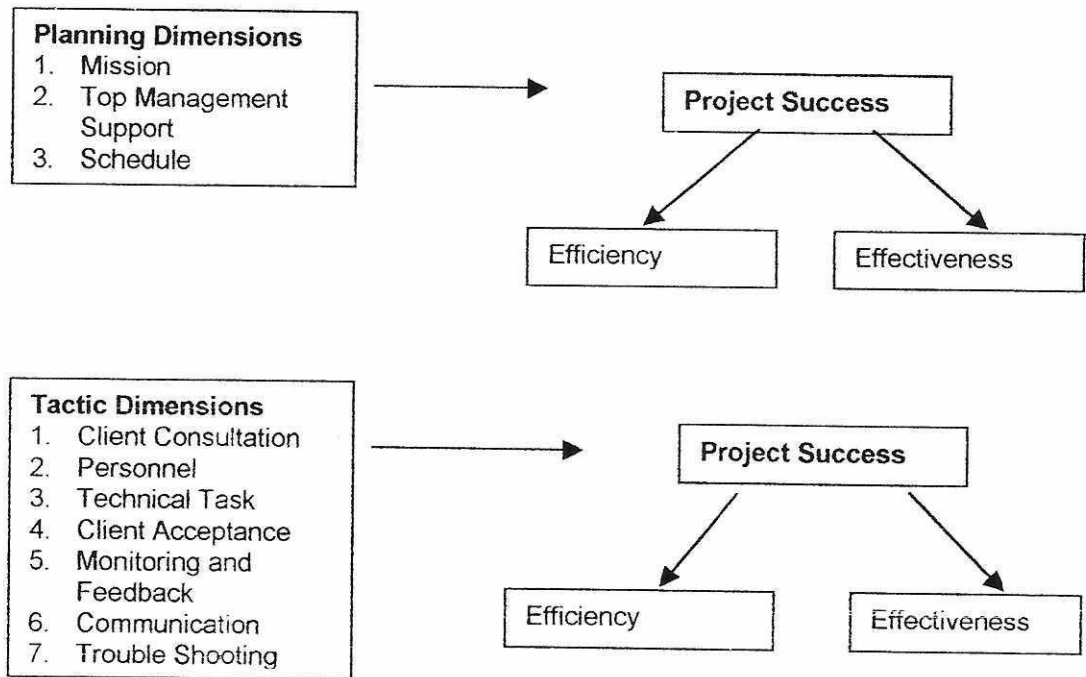 Planning Dimensions
1. Mission
2. Top Management
Support
3. Schedule
Project Success
Efficiency
Effectiveness
Tactic Dimensions
1. Client Consultation
2. Personnel
3. Technical Task
4. Client Acceptance
5. Monitoring and
Feedback
6. Communication
7. Trouble Shooting
Project Success
Efficiency
Effectiveness